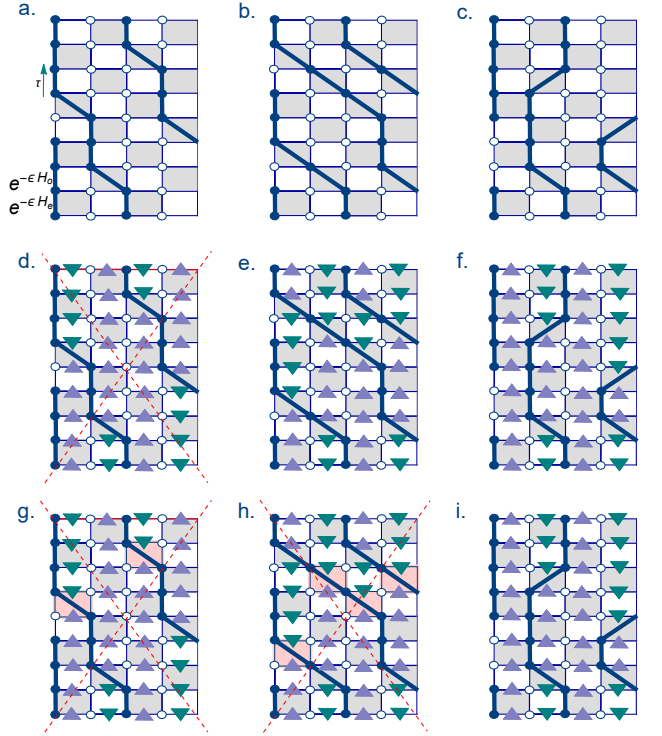 a.
b.
c.
τ
e^{-ϵ H_o}
e^{-ϵ H_e}
d.
e.
f.
g.
h.
i.